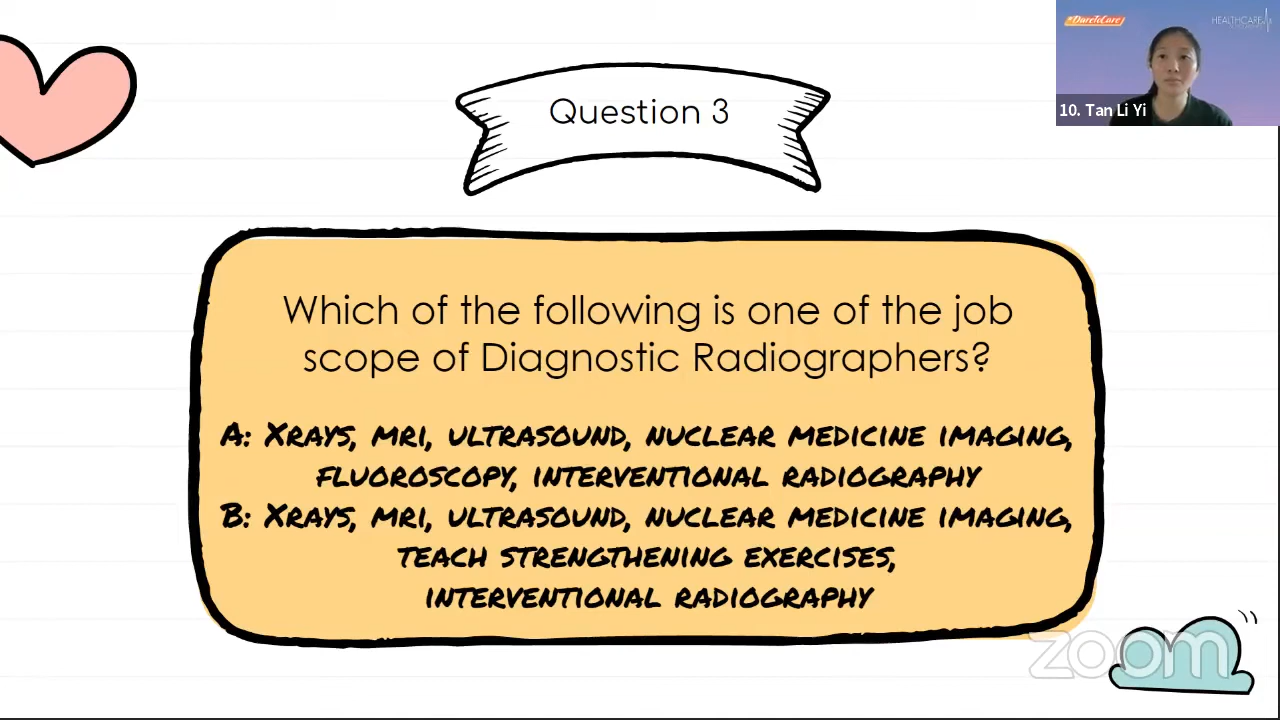 #DareToCare
HEALTHCARE
10. Tan Li Yi
Question 3
Which of the following is one of the job
scope of Diagnostic Radiographers?
A: Xrays, MRI, ultrasound, nuclear medicine imaging,
fluoroscopy, interventional radiography
B: Xrays, MRI, ultrasound, nuclear medicine imaging,
teach strengthening exercises,
interventional radiography
zoom